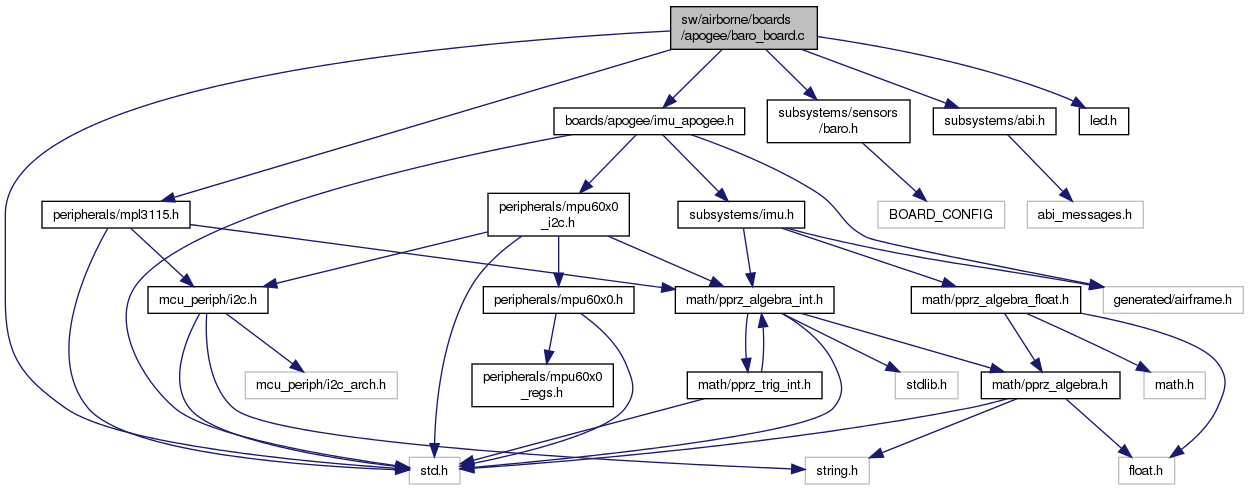 sw/airborne/boards
/apogee/baro_board.c
boards/apogee/imu_apogee.h
subsystems/sensors
/baro.h
subsystems/abi.h
led.h
peripherals/mpl3115.h
peripherals/mpu60x0
_i2c.h
subsystems/imu.h
BOARD_CONFIG
abi_messages.h
mcu_periph/i2c.h
peripherals/mpu60x0.h
math/pprz_algebra_int.h
math/pprz_algebra_float.h
generated/airframe.h
mcu_periph/i2c_arch.h
peripherals/mpu60x0
_regs.h
math/pprz_trig_int.h
stdlib.h
math/pprz_algebra.h
math.h
std.h
string.h
float.h